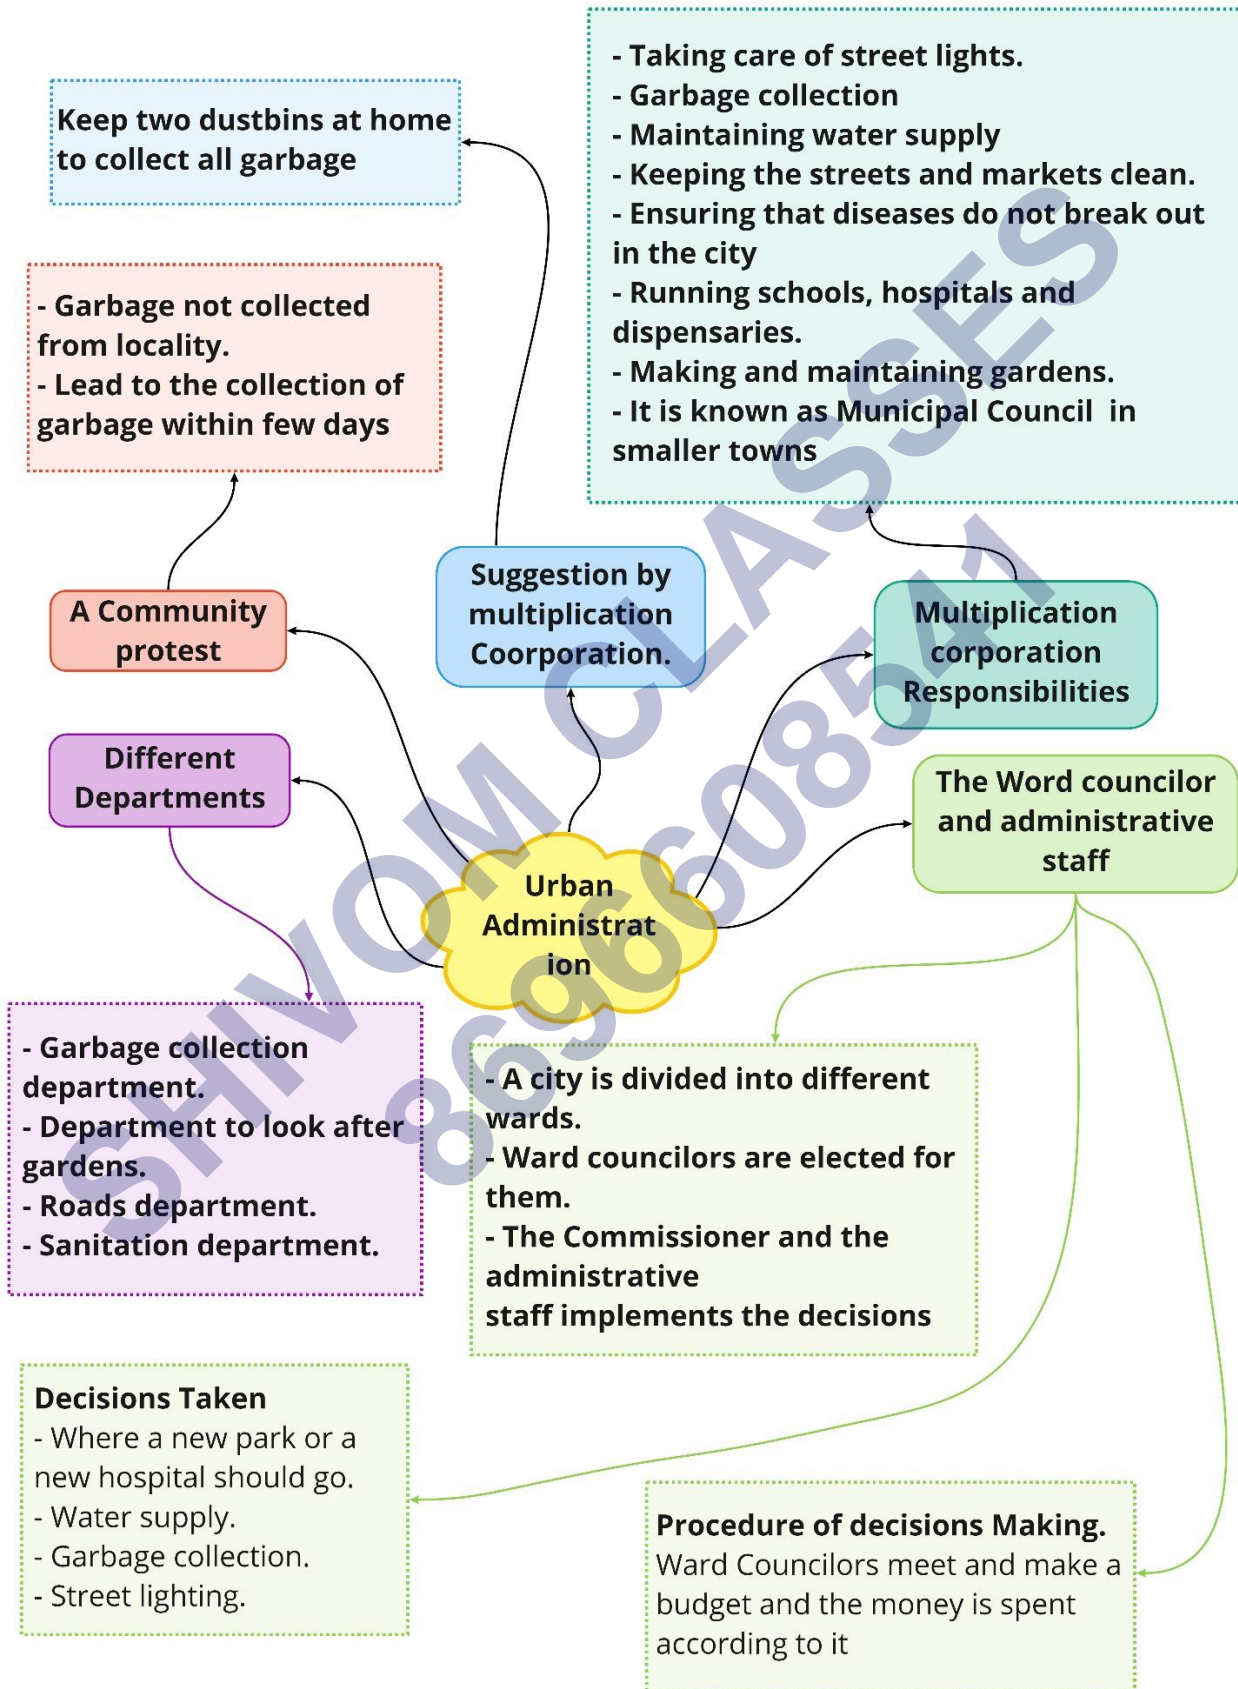 Keep two dustbins at home
to collect all garbage
- Taking care of street lights.
- Garbage collection
- Maintaining water supply
- Keeping the streets and markets clean.
- Ensuring that diseases do not break out
in the city
- Running schools, hospitals and
dispensaries.
- Making and maintaining gardens.
- It is known as Municipal Council in
smaller towns
- Garbage not collected
from locality.
- Lead to the collection of
garbage within few days
A Community
protest
Suggestion by
multiplication
Coorporation.
Multiplication
corporation
Responsibilities
Different
Departments
The Word councilor
and administrative
staff
Urban
Administrat
ion
- Garbage collection
department.
- Department to look after
gardens.
- Roads department.
- Sanitation department.
- A city is divided into different
wards.
- Ward councilors are elected for
them.
- The Commissioner and the
administrative
staff implements the decisions
Decisions Taken
- Where a new park or a
new hospital should go.
- Water supply.
- Garbage collection.
- Street lighting.
Procedure of decisions Making.
Ward Councilors meet and make a
budget and the money is spent
according to it
SHIVOM CLASSES
8696608541